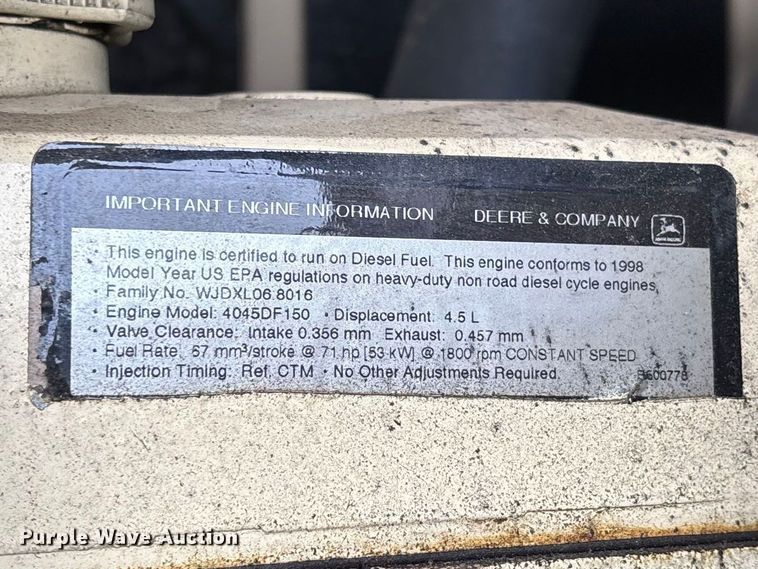 IMPORTANT ENGINE INFORMATION DEERE & COMPANY
• This engine is certified to run on Diesel Fuel. This engine conforms to 1998
Model Year US EPA regulations on heavy-duty non road diesel cycle engines.
• Family No. WJDXL06.8016
• Engine Model: 4045DF150 • Displacement: 4.5 L
• Valve Clearance: Intake 0.356 mm Exhaust: 0.457 mm
• Fuel Rate: 67 mm³/stroke @ 71 hp [53 kW] @ 1800 rpm CONSTANT SPEED
• Injection Timing: Ref. CTM • No Other Adjustments Required.
Purple Wave Auction